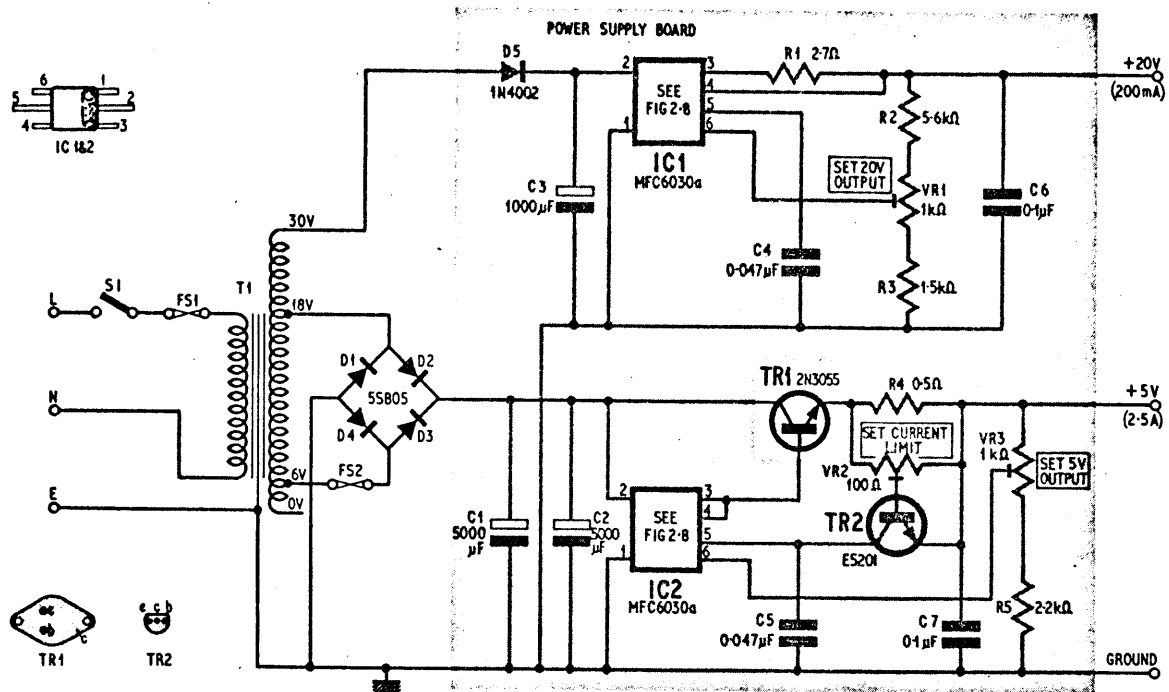 POWER SUPPLY BOARD
D5
1N4002
R1 2·7Ω
+20V
(200mA)
6 1
5 2
4 3
IC 1&2
2
1
SEE
FIG 2·8
3
4
5
6
IC1
MFC6030a
R2
5·6kΩ
SET 20V
OUTPUT
VR1
1kΩ
C3
1000µF
C4
0·047µF
R3
1·5kΩ
C6
0·1µF
30V
S1
FS1
T1
L
18V
N
D1
D2
5SB05
D4
D3
6V
FS2
E
0V
TR1 2N3055
R4 0·5Ω
+5V
(2·5A)
SET CURRENT
LIMIT
VR2
100Ω
VR3
1kΩ
SET 5V
OUTPUT
C1
5000
µF
C2
5000
µF
2
1
SEE
FIG 2·8
3
4
5
6
IC2
MFC6030a
TR2
ES201
R5
2·2kΩ
C5
0·047µF
C7
0·1µF
GROUND
c
TR1
e c b
TR2